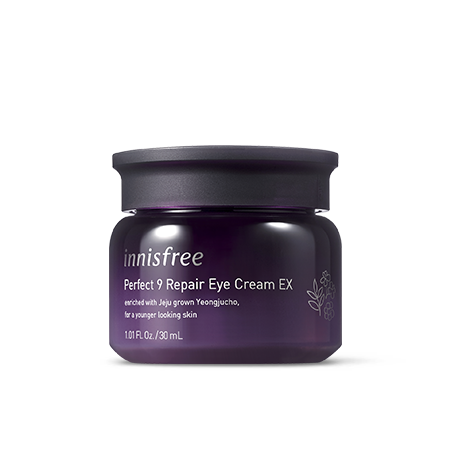 innisfree
Perfect 9 Repair Eye Cream EX
enriched with Jeju grown Yeongjucho,
for a younger looking skin
1.01 FL Oz. / 30 mL